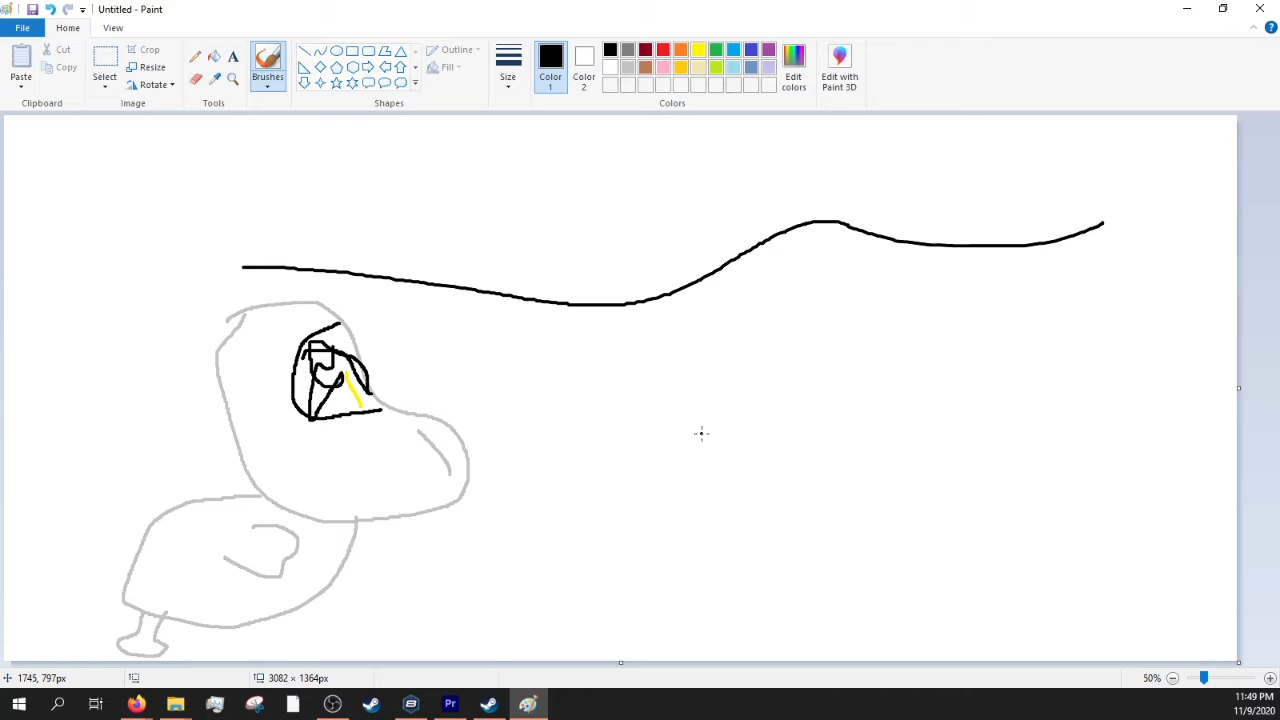 Untitled - Paint
File Home View
Paste
Cut
Copy
Clipboard
Select
Crop
Resize
Rotate
Image
A
Tools
Brushes
Outline
Fill
Shapes
Size
Color 1
Color 2
Edit colors
Edit with Paint 3D
Colors
1745, 797px
3082 × 1364px
50%
Pr
11:49 PM
11/9/2020